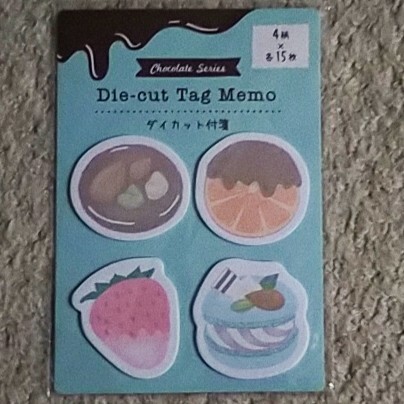 4柄
×
各15枚
Chocolate Series
Die-cut Tag Memo
ダイカット付箋